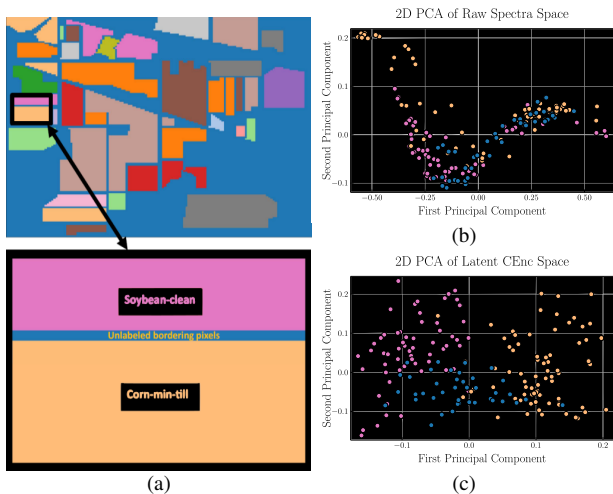 Soybean-clean
Unlabeled bordering pixels
Corn-min-till
(a)
2D PCA of Raw Spectra Space
Second Principal Component
0.2
0.1
0.0
−0.1
−0.50
−0.25
0.00
0.25
0.50
First Principal Component
(b)
2D PCA of Latent CEnc Space
Second Principal Component
0.2
0.1
0.0
−0.1
−0.1
0.0
0.1
0.2
First Principal Component
(c)